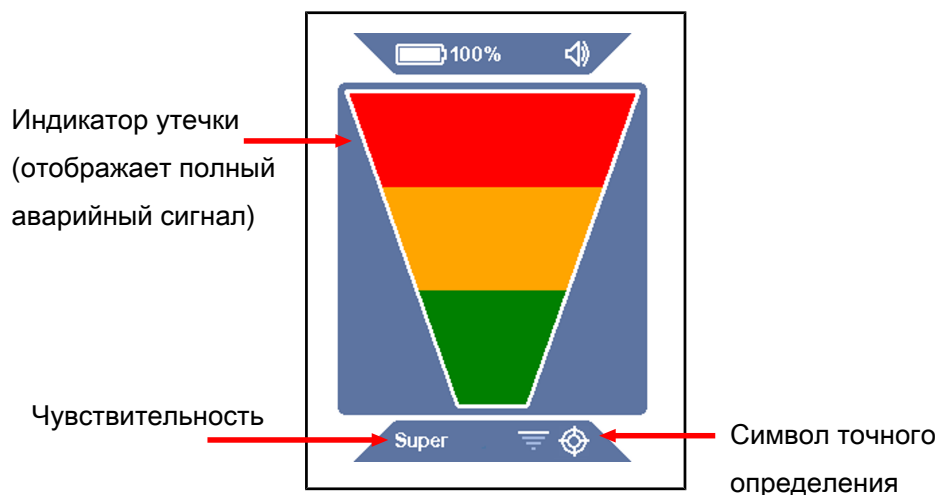 100%
Индикатор утечки
(отображает полный
аварийный сигнал)
Чувствительность
Super
Символ точного
определения